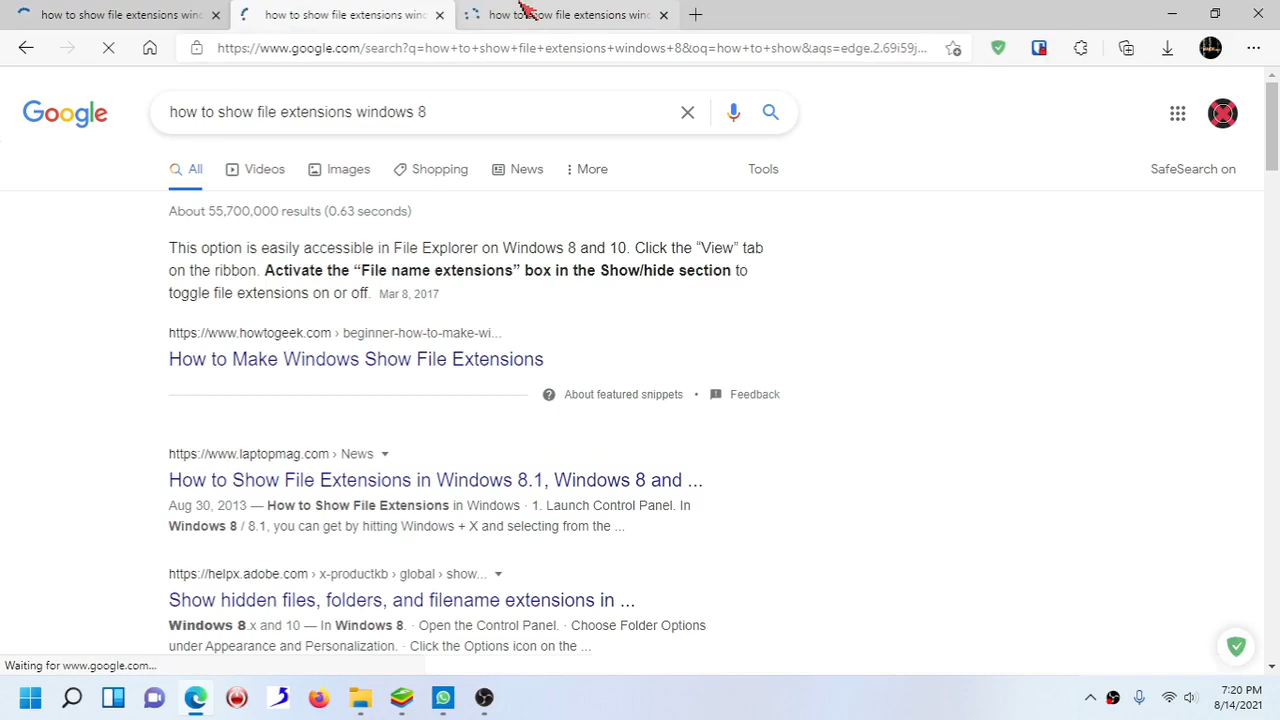 how to show file extensions winc
how to show file extensions winc
how to show file extensions winc
https://www.google.com/search?q=how+to+show+file+extensions+windows+8&oq=how+to+show&aqs=edge.2.69i59j...
Google
how to show file extensions windows 8
All
Videos
Images
Shopping
News
More
Tools
SafeSearch on
About 55,700,000 results (0.63 seconds)
This option is easily accessible in File Explorer on Windows 8 and 10. Click the “View” tab
on the ribbon. Activate the “File name extensions” box in the Show/hide section to
toggle file extensions on or off. Mar 8, 2017
https://www.howtogeek.com › beginner-how-to-make-wi...
How to Make Windows Show File Extensions
About featured snippets • Feedback
https://www.laptopmag.com › News
How to Show File Extensions in Windows 8.1, Windows 8 and ...
Aug 30, 2013 — How to Show File Extensions in Windows · 1. Launch Control Panel. In
Windows 8 / 8.1, you can get by hitting Windows + X and selecting from the ...
https://helpx.adobe.com › x-productkb › global › show...
Show hidden files, folders, and filename extensions in ...
Windows 8.x and 10 — In Windows 8. · Open the Control Panel. · Choose Folder Options
under Appearance and Personalization. · Click the Options icon on the ...
Waiting for www.google.com...
7:20 PM
8/14/2021